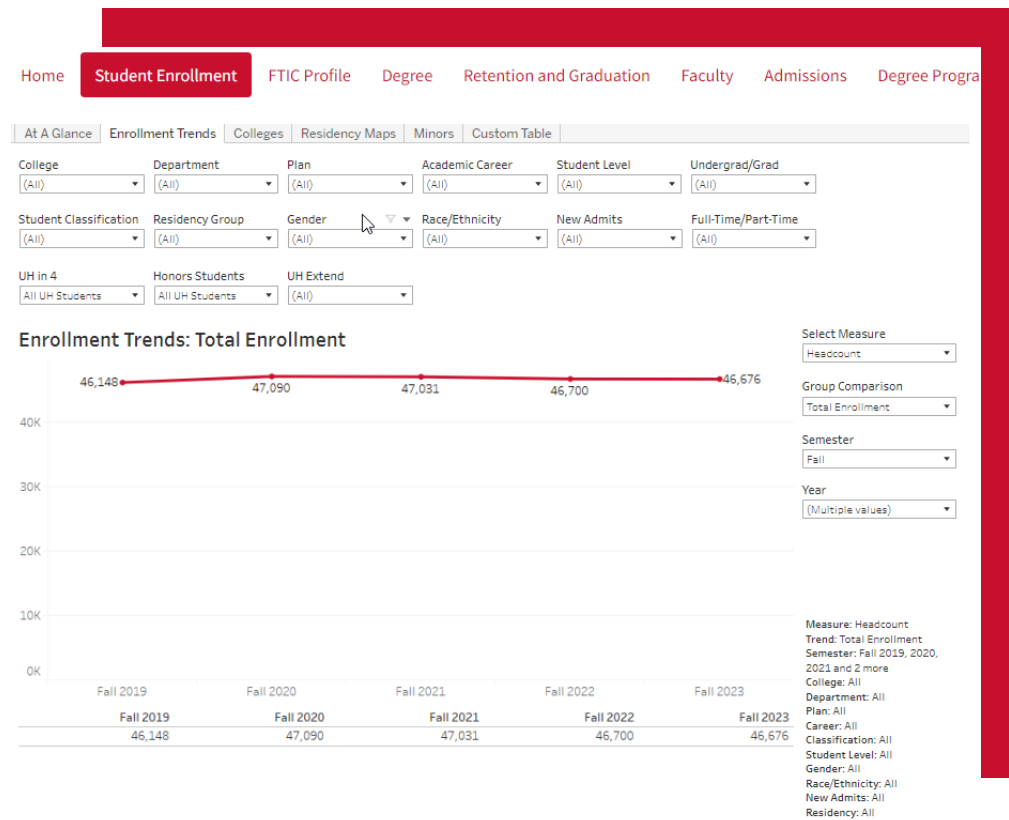 Home Student Enrollment FTIC Profile Degree Retention and Graduation Faculty Admissions Degree Progra
At A Glance Enrollment Trends Colleges Residency Maps Minors Custom Table
College Department Plan Academic Career Student Level Undergrad/Grad
(All) (All) (All) (All) (All) (All)
Student Classification Residency Group Gender Race/Ethnicity New Admits Full-Time/Part-Time
(All) (All) (All) (All) (All) (All)
UH in 4 Honors Students UH Extend
All UH Students All UH Students (All)
Enrollment Trends: Total Enrollment
Select Measure
Headcount
Group Comparison
Total Enrollment
Semester
Fall
Year
(Multiple values)
46,148 47,090 47,031 46,700 46,676
40K
30K
20K
10K
0K
Fall 2019 Fall 2020 Fall 2021 Fall 2022 Fall 2023
Fall 2019 Fall 2020 Fall 2021 Fall 2022 Fall 2023
46,148 47,090 47,031 46,700 46,676
Measure: Headcount
Trend: Total Enrollment
Semester: Fall 2019, 2020,
2021 and 2 more
College: All
Department: All
Plan: All
Career: All
Classification: All
Student Level: All
Gender: All
Race/Ethnicity: All
New Admits: All
Residency: All